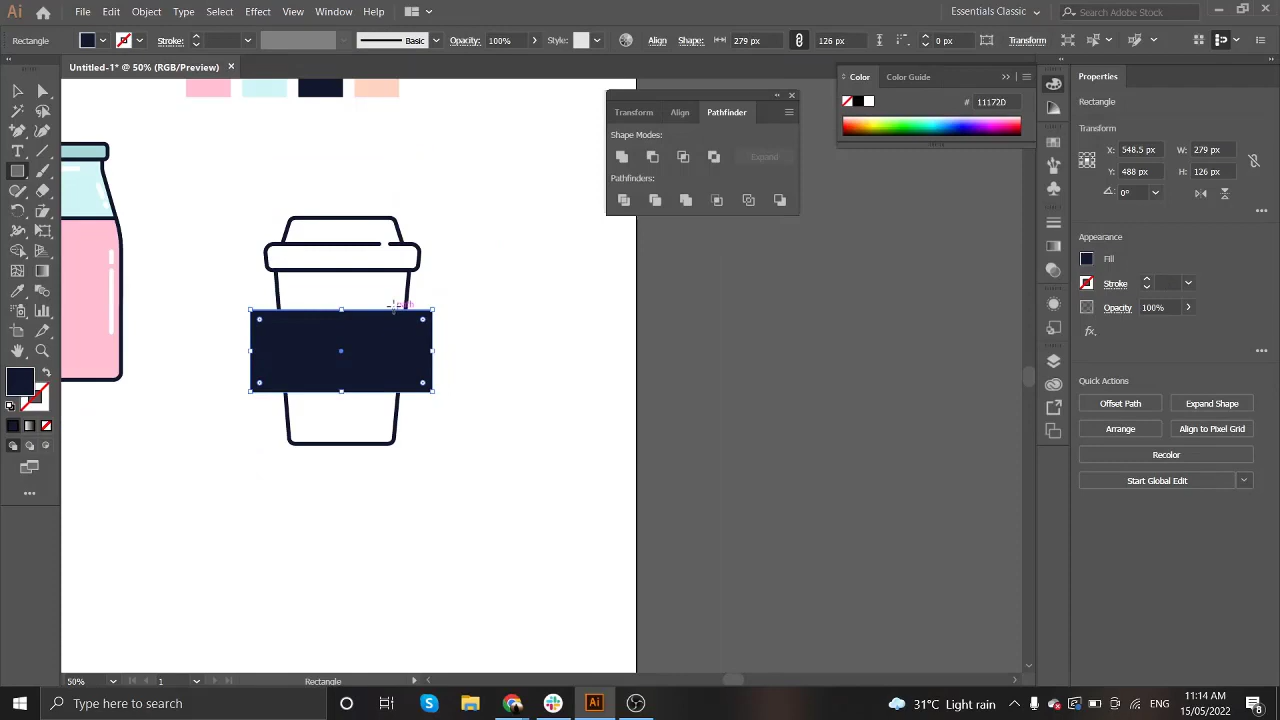 Ai File Edit Object Type Select Effect View Window Help Essentials Classic Search Adobe Stock
Rectangle Stroke: Basic Opacity: 100% Style: Align Shape: 279 px 126 px 0 px Transform
Untitled-1* @ 50% (RGB/Preview) ×
Color Color Guide
# 111720
Transform Align Pathfinder
Shape Modes:
Expand
Pathfinders:
Properties
Rectangle
Transform
X: 548.5 px W: 279 px
Y: 488 px H: 126 px
0°
Appearance
Fill
Stroke
Opacity 100%
fx.
Quick Actions
Offset Path Expand Shape
Arrange Align to Pixel Grid
Recolor
Start Global Edit
path
50% 1 Rectangle
Type here to search
31°C Light rain ENG 11:14 AM
15/05/2022
6